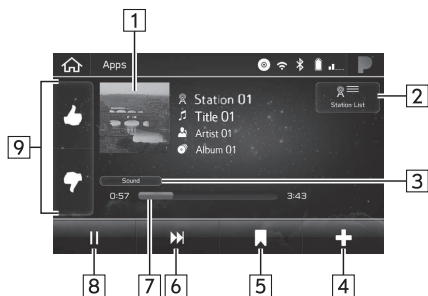 1
Apps
2
Station List
Station 01
Title 01
Artist 01
Album 01
9
Sound
3
0:57
3:43
8
7
6
5
4